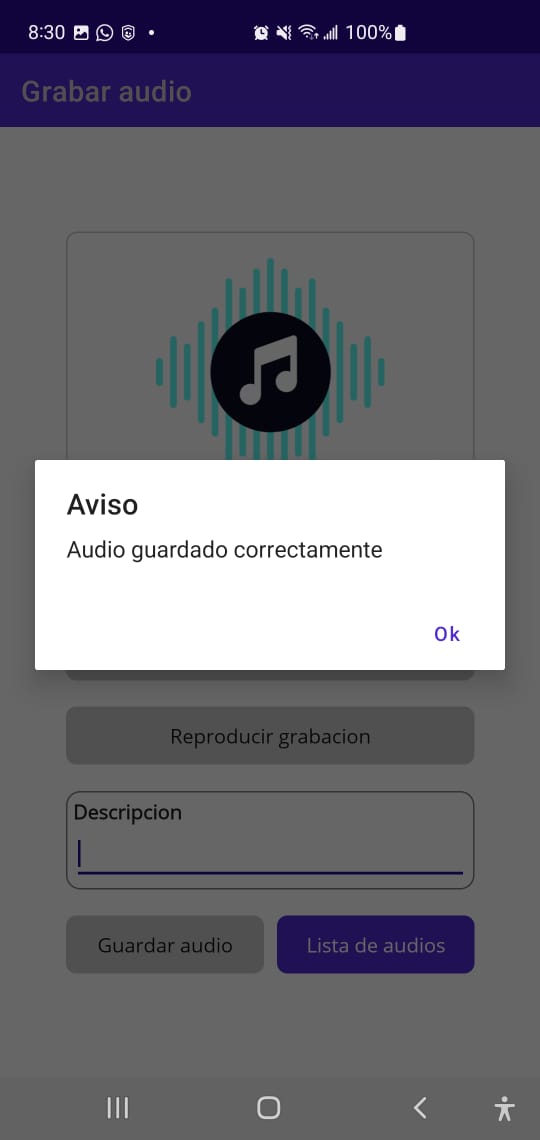 8:30 100%
Grabar audio
Aviso
Audio guardado correctamente
Ok
Reproducir grabacion
Descripcion
Guardar audio Lista de audios